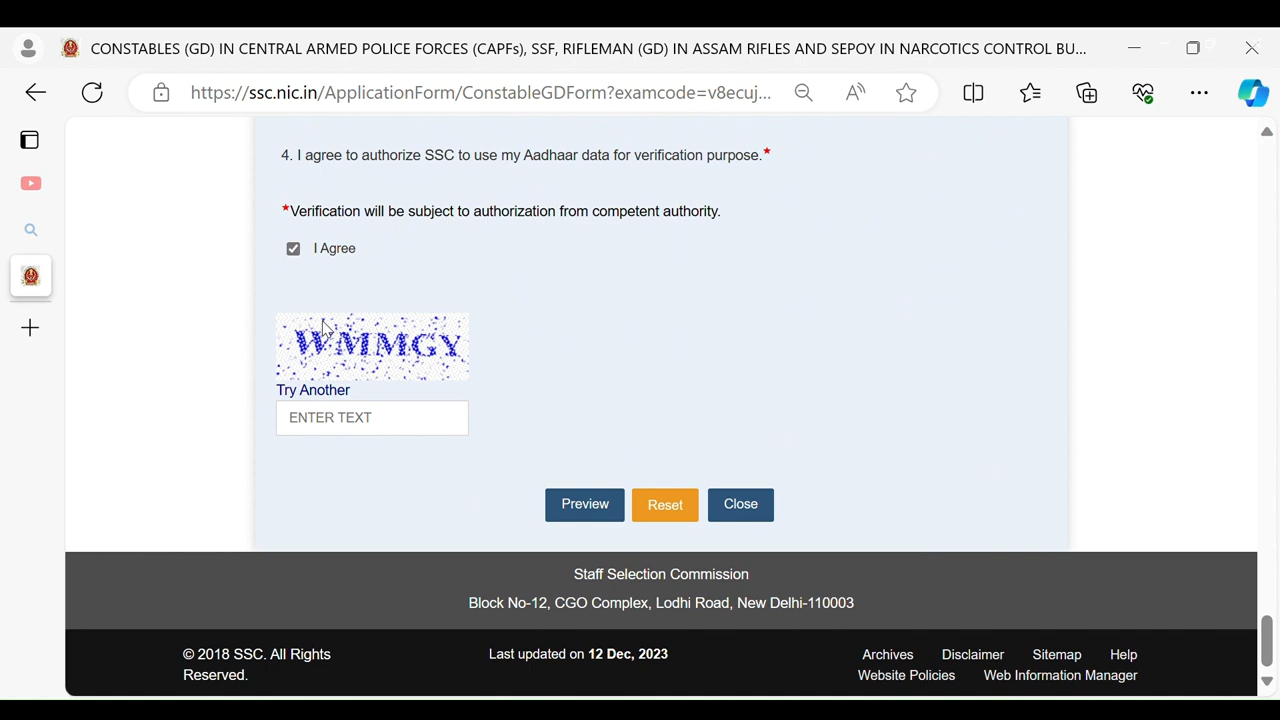 CONSTABLES (GD) IN CENTRAL ARMED POLICE FORCES (CAPFs), SSF, RIFLEMAN (GD) IN ASSAM RIFLES AND SEPOY IN NARCOTICS CONTROL BU...
https://ssc.nic.in/ApplicationForm/ConstableGDForm?examcode=v8ecuj...
4. I agree to authorize SSC to use my Aadhaar data for verification purpose.*
*Verification will be subject to authorization from competent authority.
I Agree
WMMGY
Try Another
ENTER TEXT
Preview Reset Close
Staff Selection Commission
Block No-12, CGO Complex, Lodhi Road, New Delhi-110003
© 2018 SSC. All Rights Reserved.
Last updated on 12 Dec, 2023
Archives Disclaimer Sitemap Help
Website Policies Web Information Manager